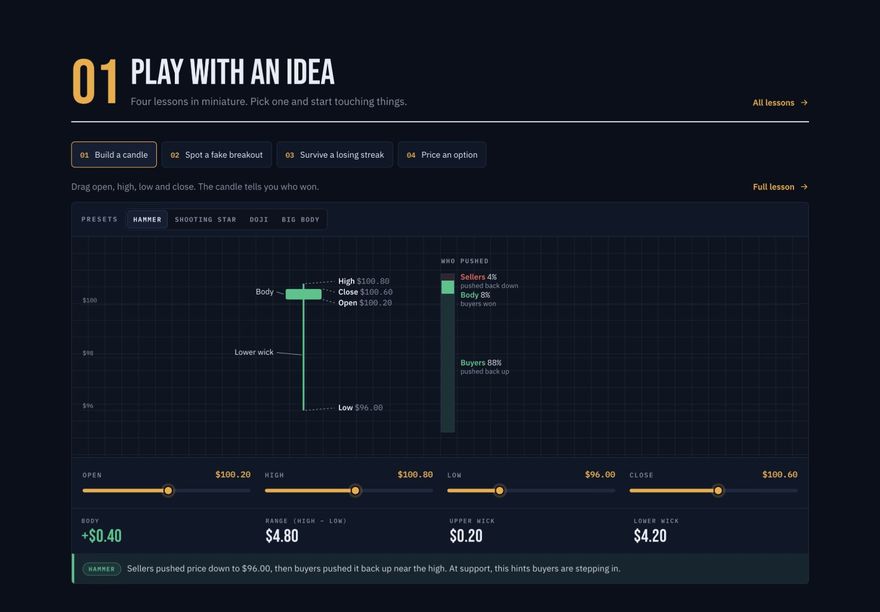 01 PLAY WITH AN IDEA
Four lessons in miniature. Pick one and start touching things.
All lessons →
01 Build a candle
02 Spot a fake breakout
03 Survive a losing streak
04 Price an option
Drag open, high, low and close. The candle tells you who won.
Full lesson →
PRESETS HAMMER SHOOTING STAR DOJI BIG BODY
$100
$98
$96
Body
Lower wick
High $100.80
Close $100.60
Open $100.20
Low $96.00
WHO PUSHED
Sellers 4%
pushed back down
Body 8%
buyers won
Buyers 88%
pushed back up
OPEN $100.20
HIGH $100.80
LOW $96.00
CLOSE $100.60
BODY
+$0.40
RANGE (HIGH − LOW)
$4.80
UPPER WICK
$0.20
LOWER WICK
$4.20
HAMMER Sellers pushed price down to $96.00, then buyers pushed it back up near the high. At support, this hints buyers are stepping in.